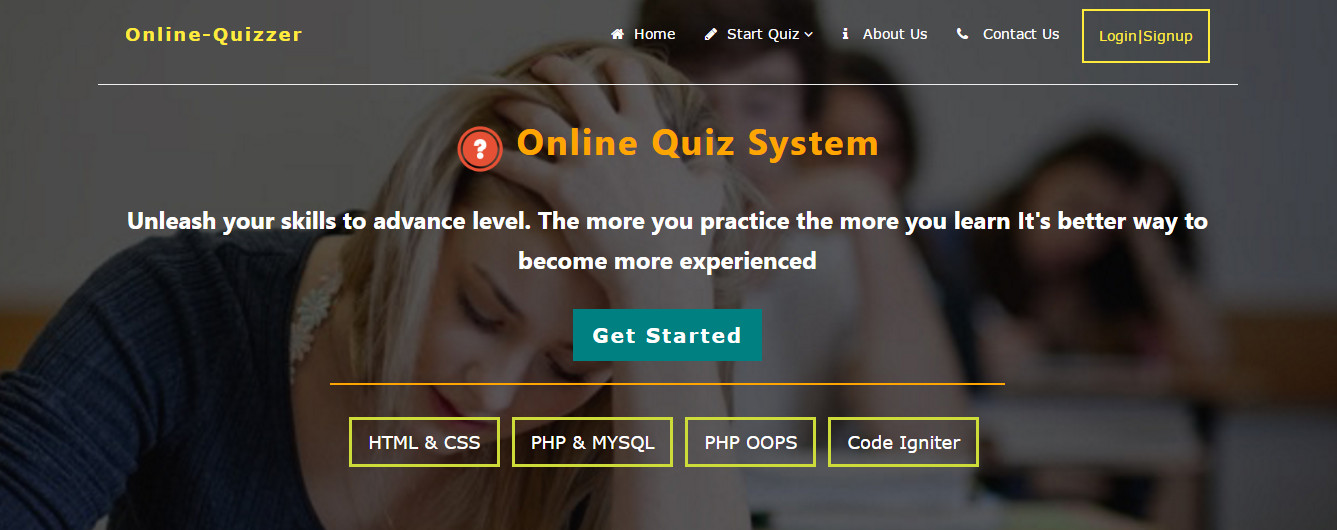 Online-Quizzer
Home
Start Quiz
About Us
Contact Us
Login|Signup
Online Quiz System
Unleash your skills to advance level. The more you practice the more you learn It's better way to
become more experienced
Get Started
HTML & CSS
PHP & MYSQL
PHP OOPS
Code Igniter